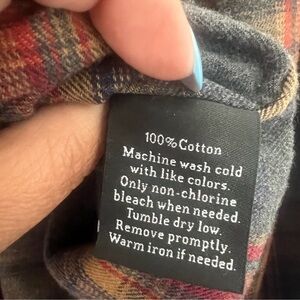 100% Cotton
Machine wash cold
with like colors.
Only non-chlorine
bleach when needed.
Tumble dry low.
Remove promptly.
Warm iron if needed.